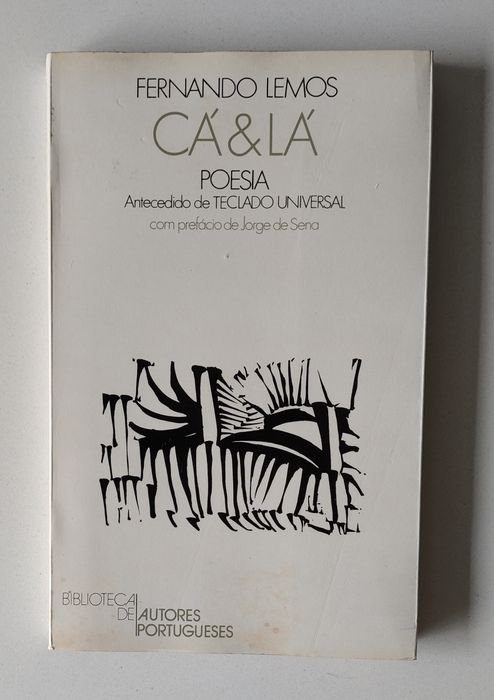 FERNANDO LEMOS
CÁ & LÁ
POESIA
Antecedido de TECLADO UNIVERSAL
com prefácio de Jorge de Sena
BIBLIOTECA
DE AUTORES
PORTUGUESES